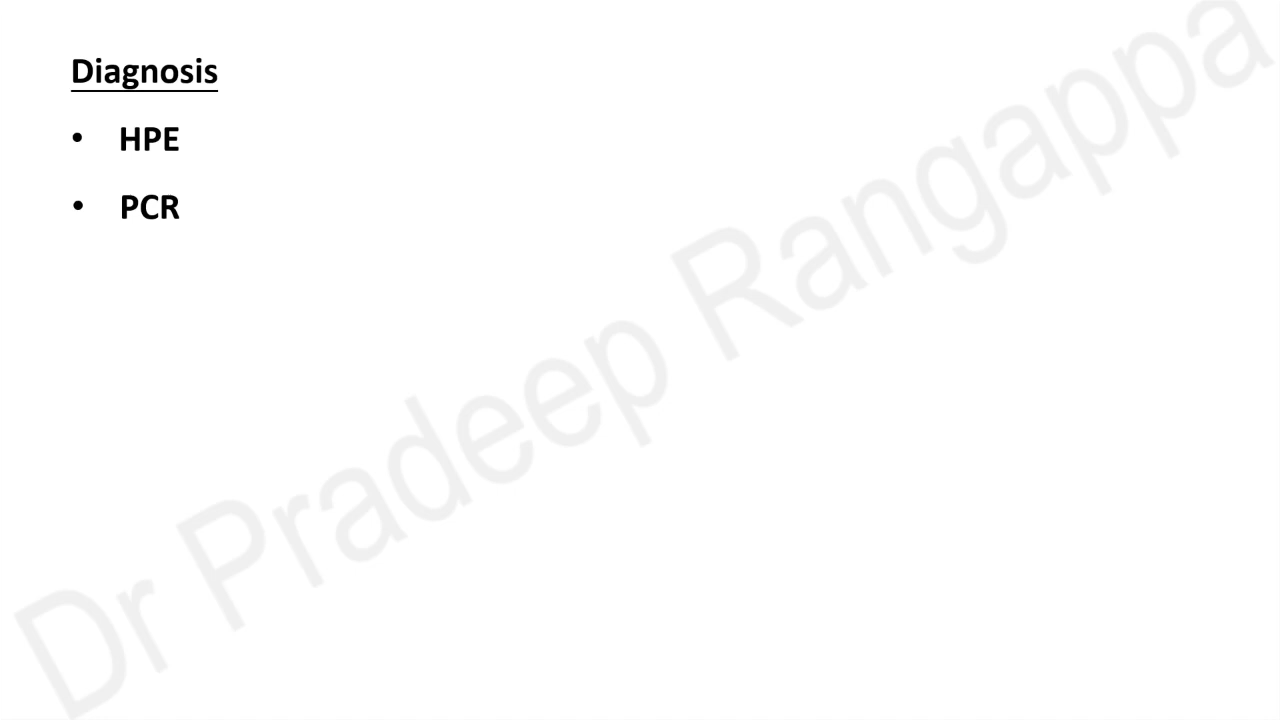 Diagnosis
• HPE
• PCR
Dr Pradeep Rangappa